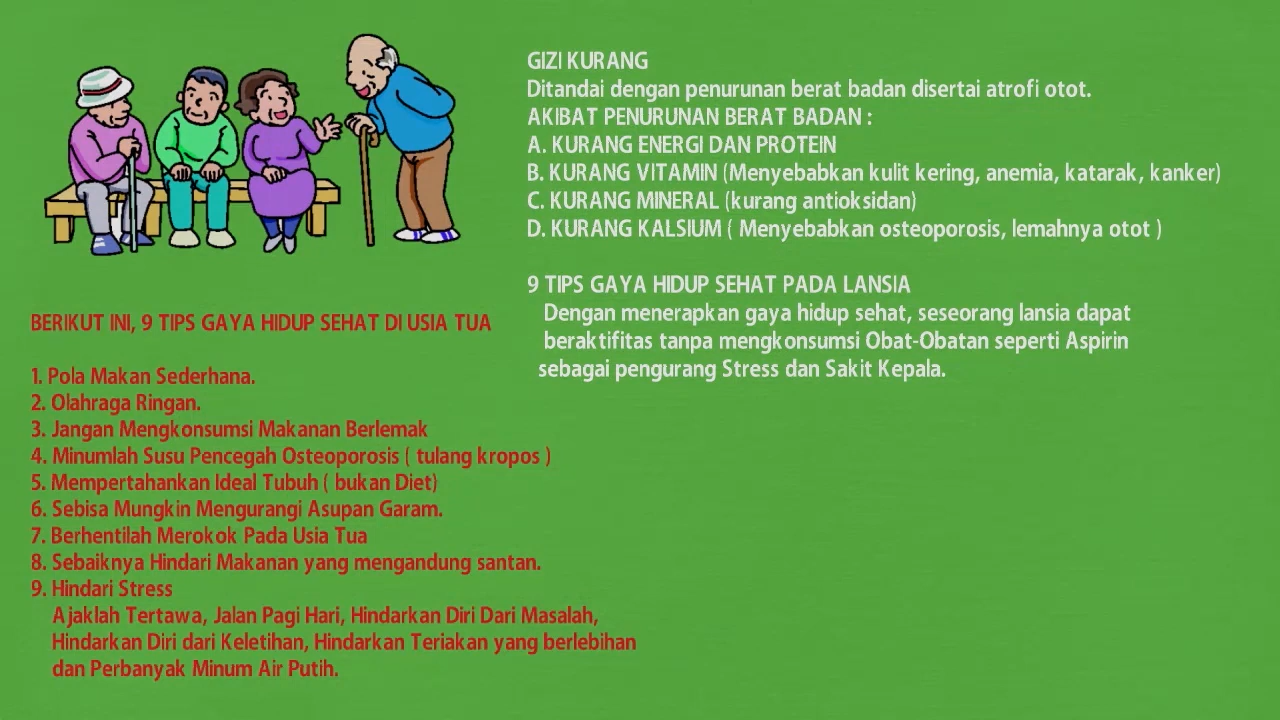 GIZI KURANG
Ditandai dengan penurunan berat badan disertai atrofi otot.
AKIBAT PENURUNAN BERAT BADAN :
A. KURANG ENERGI DAN PROTEIN
B. KURANG VITAMIN (Menyebabkan kulit kering, anemia, katarak, kanker)
C. KURANG MINERAL (kurang antioksidan)
D. KURANG KALSIUM ( Menyebabkan osteoporosis, lemahnya otot )
9 TIPS GAYA HIDUP SEHAT PADA LANSIA
Dengan menerapkan gaya hidup sehat, seseorang lansia dapat
beraktifitas tanpa mengkonsumsi Obat-Obatan seperti Aspirin
sebagai pengurang Stress dan Sakit Kepala.
BERIKUT INI, 9 TIPS GAYA HIDUP SEHAT DI USIA TUA
1. Pola Makan Sederhana.
2. Olahraga Ringan.
3. Jangan Mengkonsumsi Makanan Berlemak
4. Minumlah Susu Pencegah Osteoporosis ( tulang kropos )
5. Mempertahankan Ideal Tubuh ( bukan Diet)
6. Sebisa Mungkin Mengurangi Asupan Garam.
7. Berhentilah Merokok Pada Usia Tua
8. Sebaiknya Hindari Makanan yang mengandung santan.
9. Hindari Stress
Ajaklah Tertawa, Jalan Pagi Hari, Hindarkan Diri Dari Masalah,
Hindarkan Diri dari Keletihan, Hindarkan Teriakan yang berlebihan
dan Perbanyak Minum Air Putih.